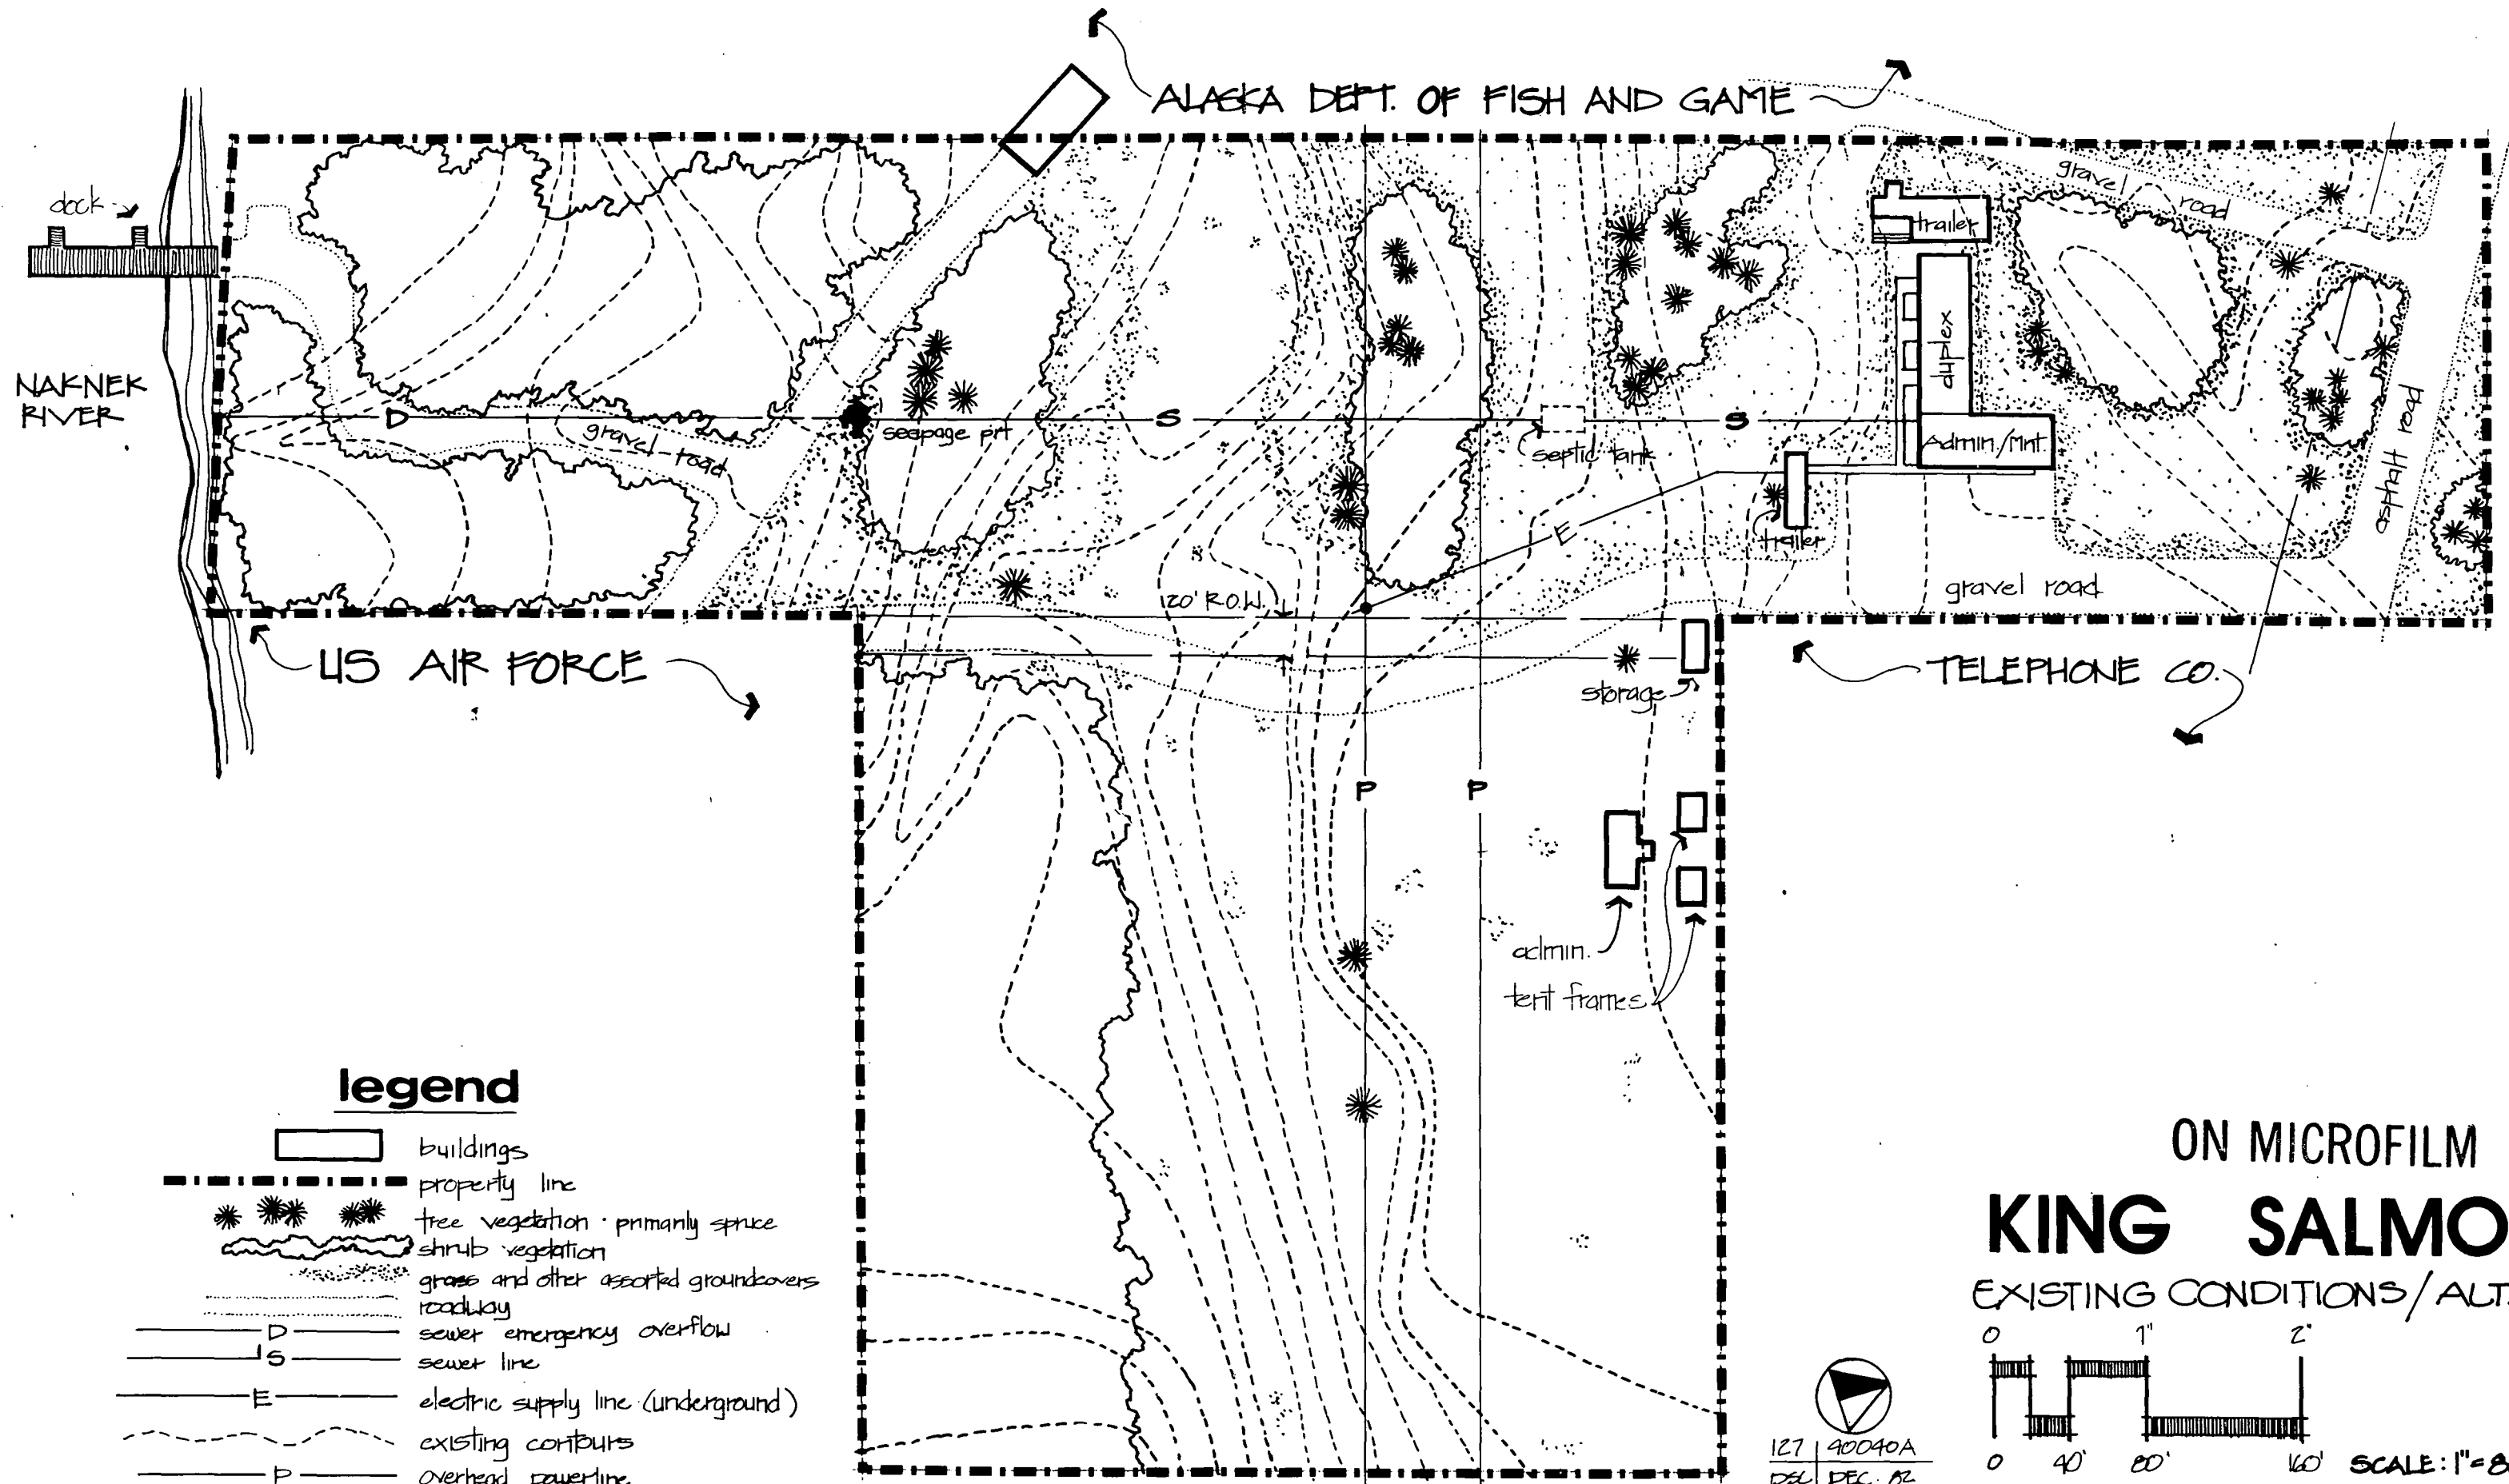 ALASKA DEPT. OF FISH AND GAME
dock
gravel road
trailer
duplex
NAKNEK
RIVER
D
gravel road
seepage pit
S
septic tank
S
Admin./Mnt.
asphalt road
E
trailer
120' R.O.W.
gravel road
US AIR FORCE
TELEPHONE CO.
storage
P
P
admin.
tent frames
legend
buildings
property line
tree vegetation · primarily spruce
shrub vegetation
grass and other assorted groundcovers
roadway
D
sewer emergency overflow
S
sewer line
E
electric supply line (underground)
existing contours
P
overhead powerline
ON MICROFILM
KING SALMO
EXISTING CONDITIONS/ALT.
0 1" 2"
0 40' 80' 160' SCALE: 1"=8
127 | 90040A
DSC | DEC. 82